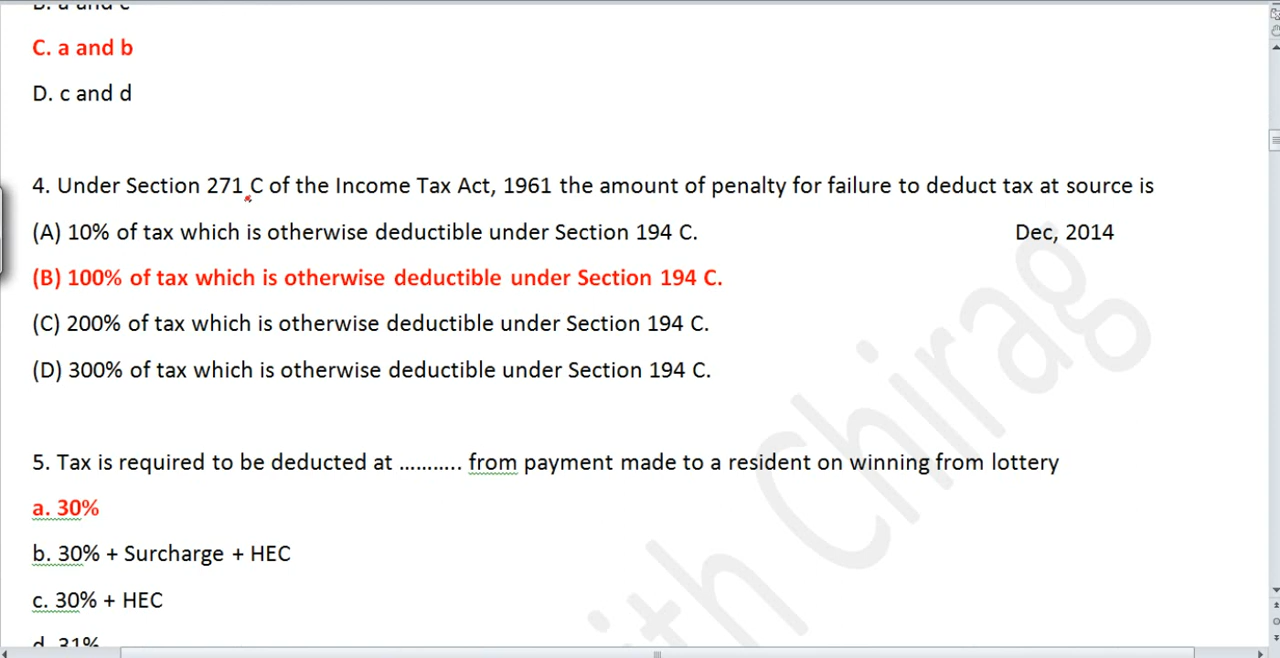 C. a and b
D. c and d
4. Under Section 271 C of the Income Tax Act, 1961 the amount of penalty for failure to deduct tax at source is
(A) 10% of tax which is otherwise deductible under Section 194 C. Dec, 2014
(B) 100% of tax which is otherwise deductible under Section 194 C.
(C) 200% of tax which is otherwise deductible under Section 194 C.
(D) 300% of tax which is otherwise deductible under Section 194 C.
5. Tax is required to be deducted at ........... from payment made to a resident on winning from lottery
a. 30%
b. 30% + Surcharge + HEC
c. 30% + HEC
d. 31%
ith Chirag